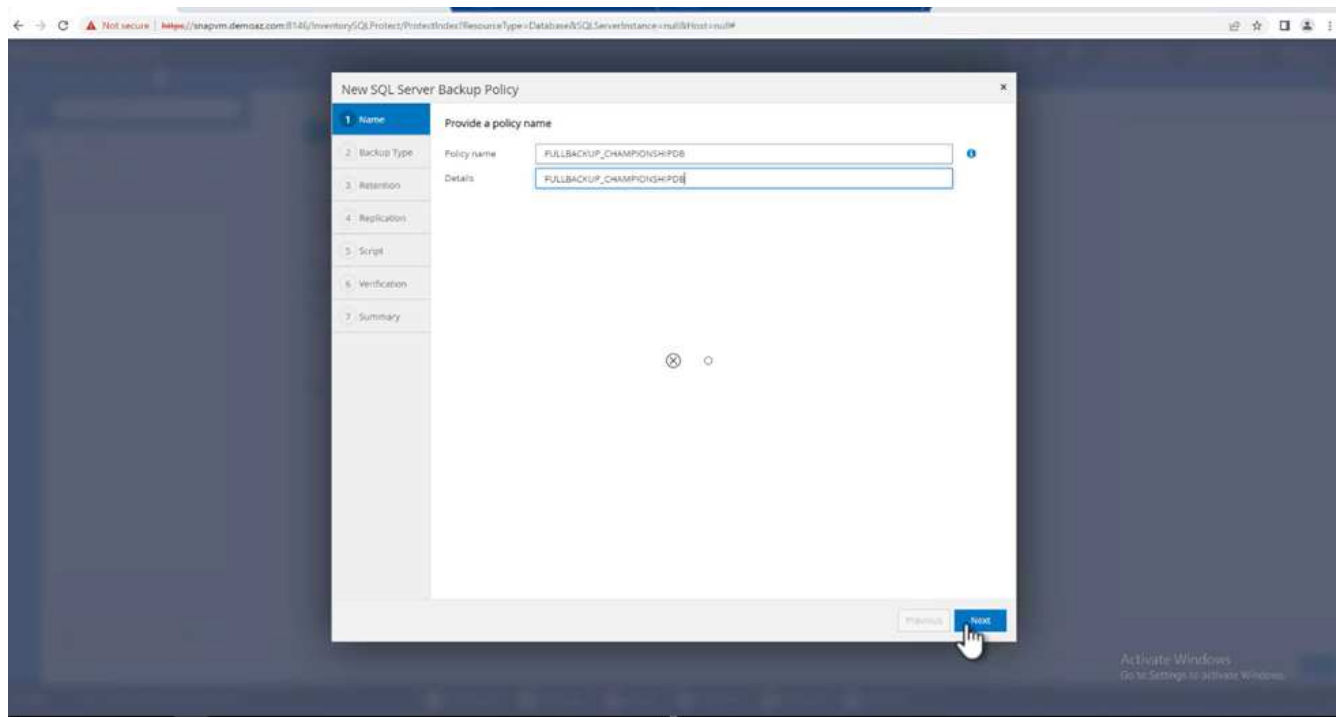 Not secure | https://snapvm.demoaz.com:8146/InventorySQLProtect/ProtectIndex?ResourceType=Database&SQLServerInstance=null&Host=null#
New SQL Server Backup Policy
×
1 Name
Provide a policy name
2 Backup Type
Policy name
FULLBACKUP_CHAMPIONSHIPDB
3 Retention
Details
FULLBACKUP_CHAMPIONSHIPDB
4 Replication
5 Script
6 Verification
7 Summary
Previous
Next
Activate Windows
Go to Settings to activate Windows.